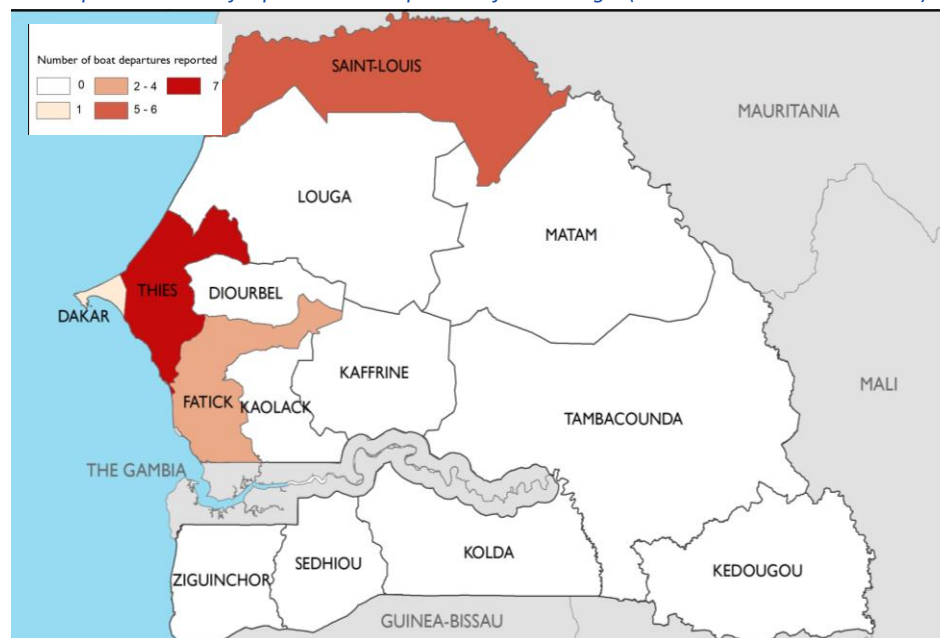 Number of boat departures reported
0 2 - 4 7
1 5 - 6
SAINT-LOUIS
MAURITANIA
LOUGA
MATAM
THIES
DIOURBEL
DAKAR
KAFFRINE
MALI
FATICK
KAOLACK
TAMBACOUNDA
THE GAMBIA
KOLDA
SEDHIOU
KEDOUGOU
ZIGUINCHOR
GUINEA-BISSAU